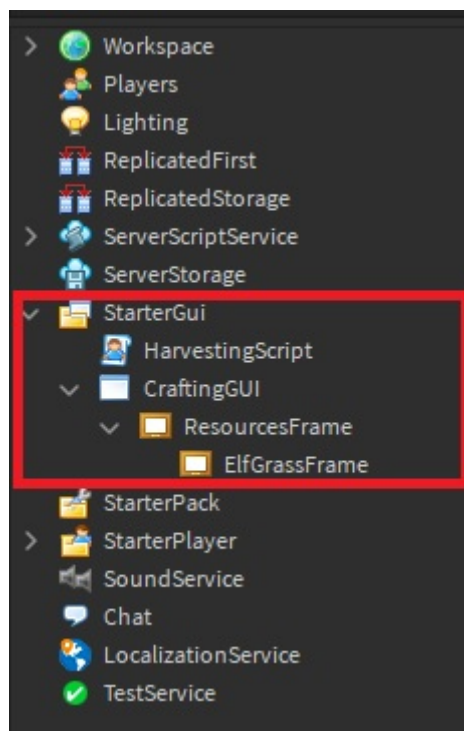 Workspace
Players
Lighting
ReplicatedFirst
ReplicatedStorage
ServerScriptService
ServerStorage
StarterGui
HarvestingScript
CraftingGUI
ResourcesFrame
ElfGrassFrame
StarterPack
StarterPlayer
SoundService
Chat
LocalizationService
TestService